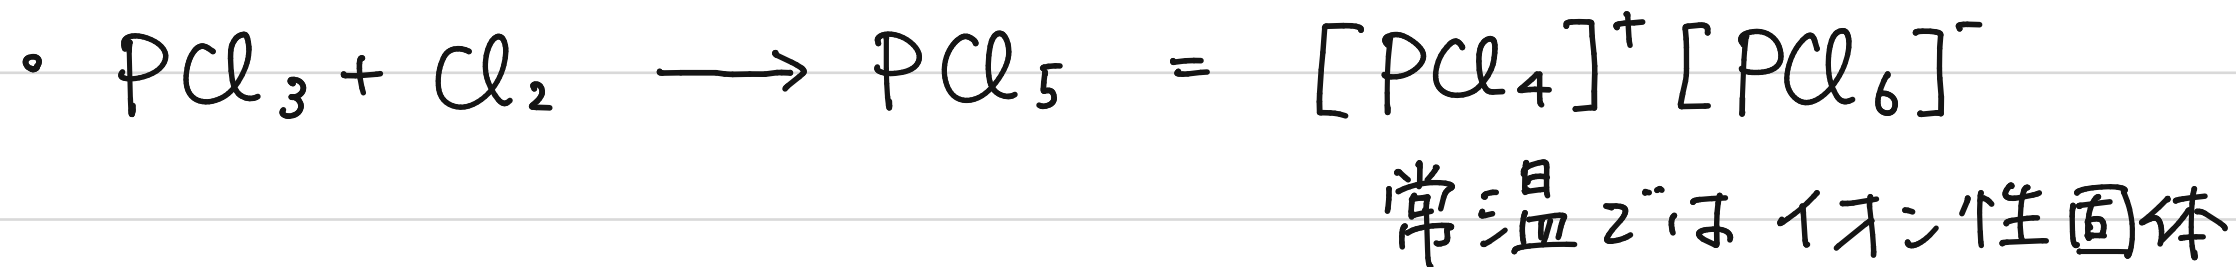 • PCl₃ + Cl₂ → PCl₅ = [PCl₄]⁺ [PCl₆]⁻
常温では イオン性固体